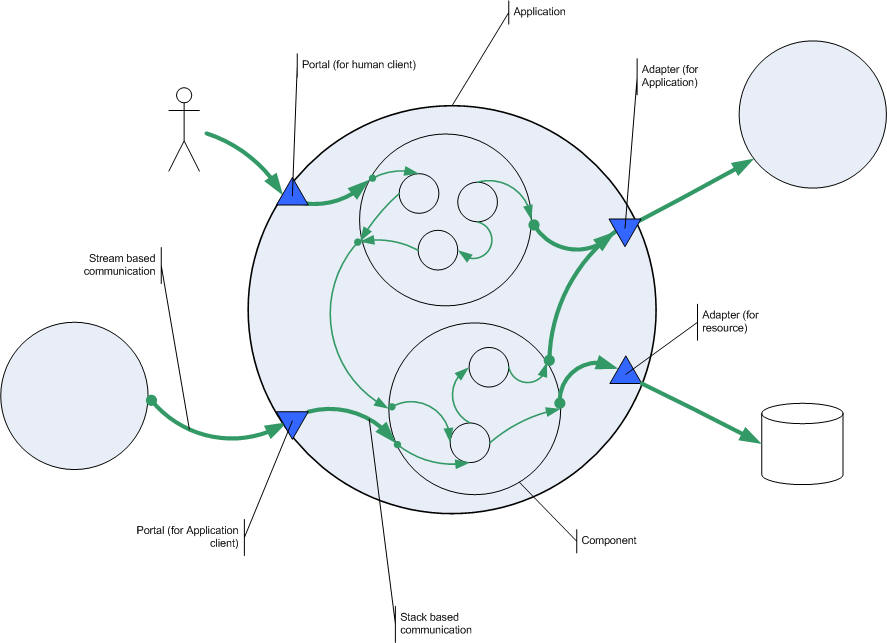 Application
Portal (for human client)
Adapter (for
Application)
Stream based
communication
Adapter (for
resource)
Portal (for Application
client)
Component
Stack based
communication